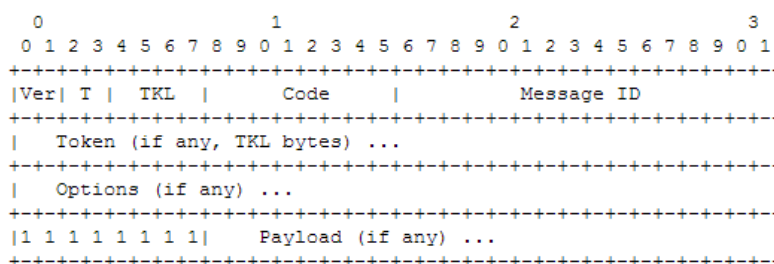 0                   1                   2                   3
 0 1 2 3 4 5 6 7 8 9 0 1 2 3 4 5 6 7 8 9 0 1 2 3 4 5 6 7 8 9 0 1
+-+-+-+-+-+-+-+-+-+-+-+-+-+-+-+-+-+-+-+-+-+-+-+-+-+-+-+-+-+-+-+-
|Ver| T |  TKL  |      Code     |          Message ID
+-+-+-+-+-+-+-+-+-+-+-+-+-+-+-+-+-+-+-+-+-+-+-+-+-+-+-+-+-+-+-+-
|   Token (if any, TKL bytes) ...
+-+-+-+-+-+-+-+-+-+-+-+-+-+-+-+-+-+-+-+-+-+-+-+-+-+-+-+-+-+-+-+-
|   Options (if any) ...
+-+-+-+-+-+-+-+-+-+-+-+-+-+-+-+-+-+-+-+-+-+-+-+-+-+-+-+-+-+-+-+-
|1 1 1 1 1 1 1 1|    Payload (if any) ...
+-+-+-+-+-+-+-+-+-+-+-+-+-+-+-+-+-+-+-+-+-+-+-+-+-+-+-+-+-+-+-+-